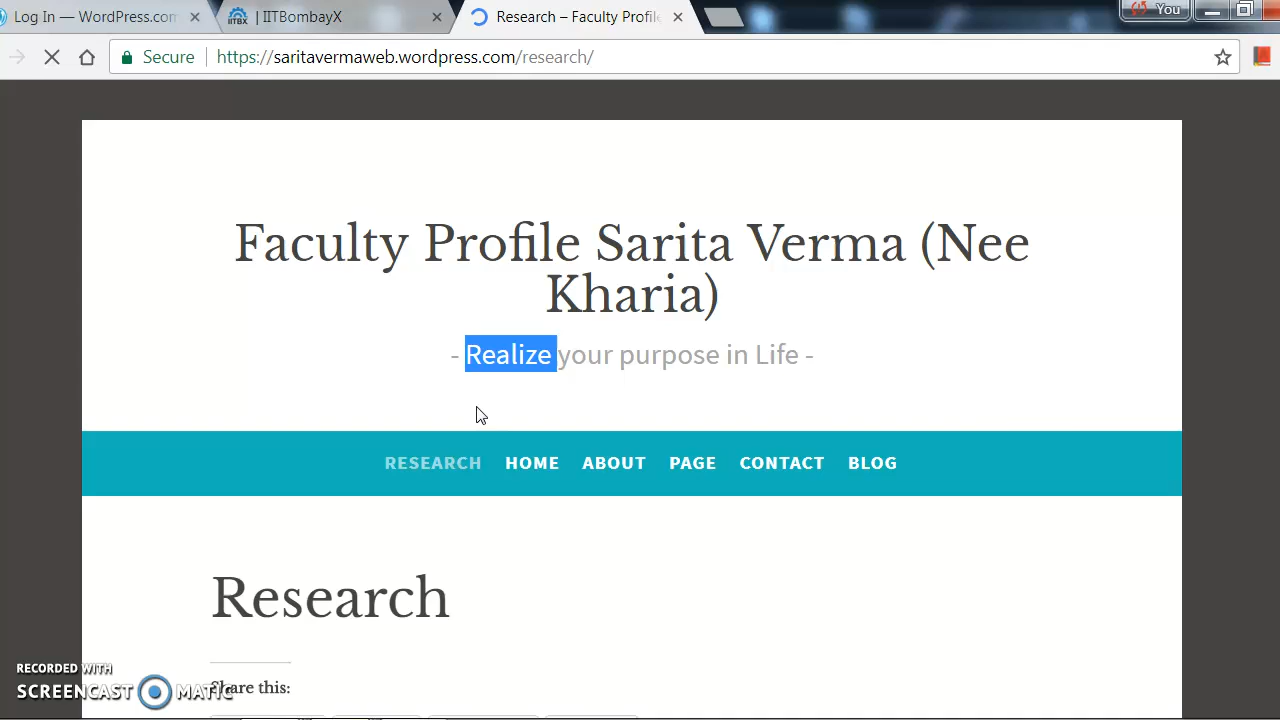 Log In — WordPress.com
| IITBombayX
Research – Faculty Profile
You
IITBX
Secure
https://saritavermaweb.wordpress.com/research/
Faculty Profile Sarita Verma (Nee
Kharia)
- Realize your purpose in Life -
RESEARCH HOME ABOUT PAGE CONTACT BLOG
Research
Share this:
RECORDED WITH
SCREENCAST MATIC